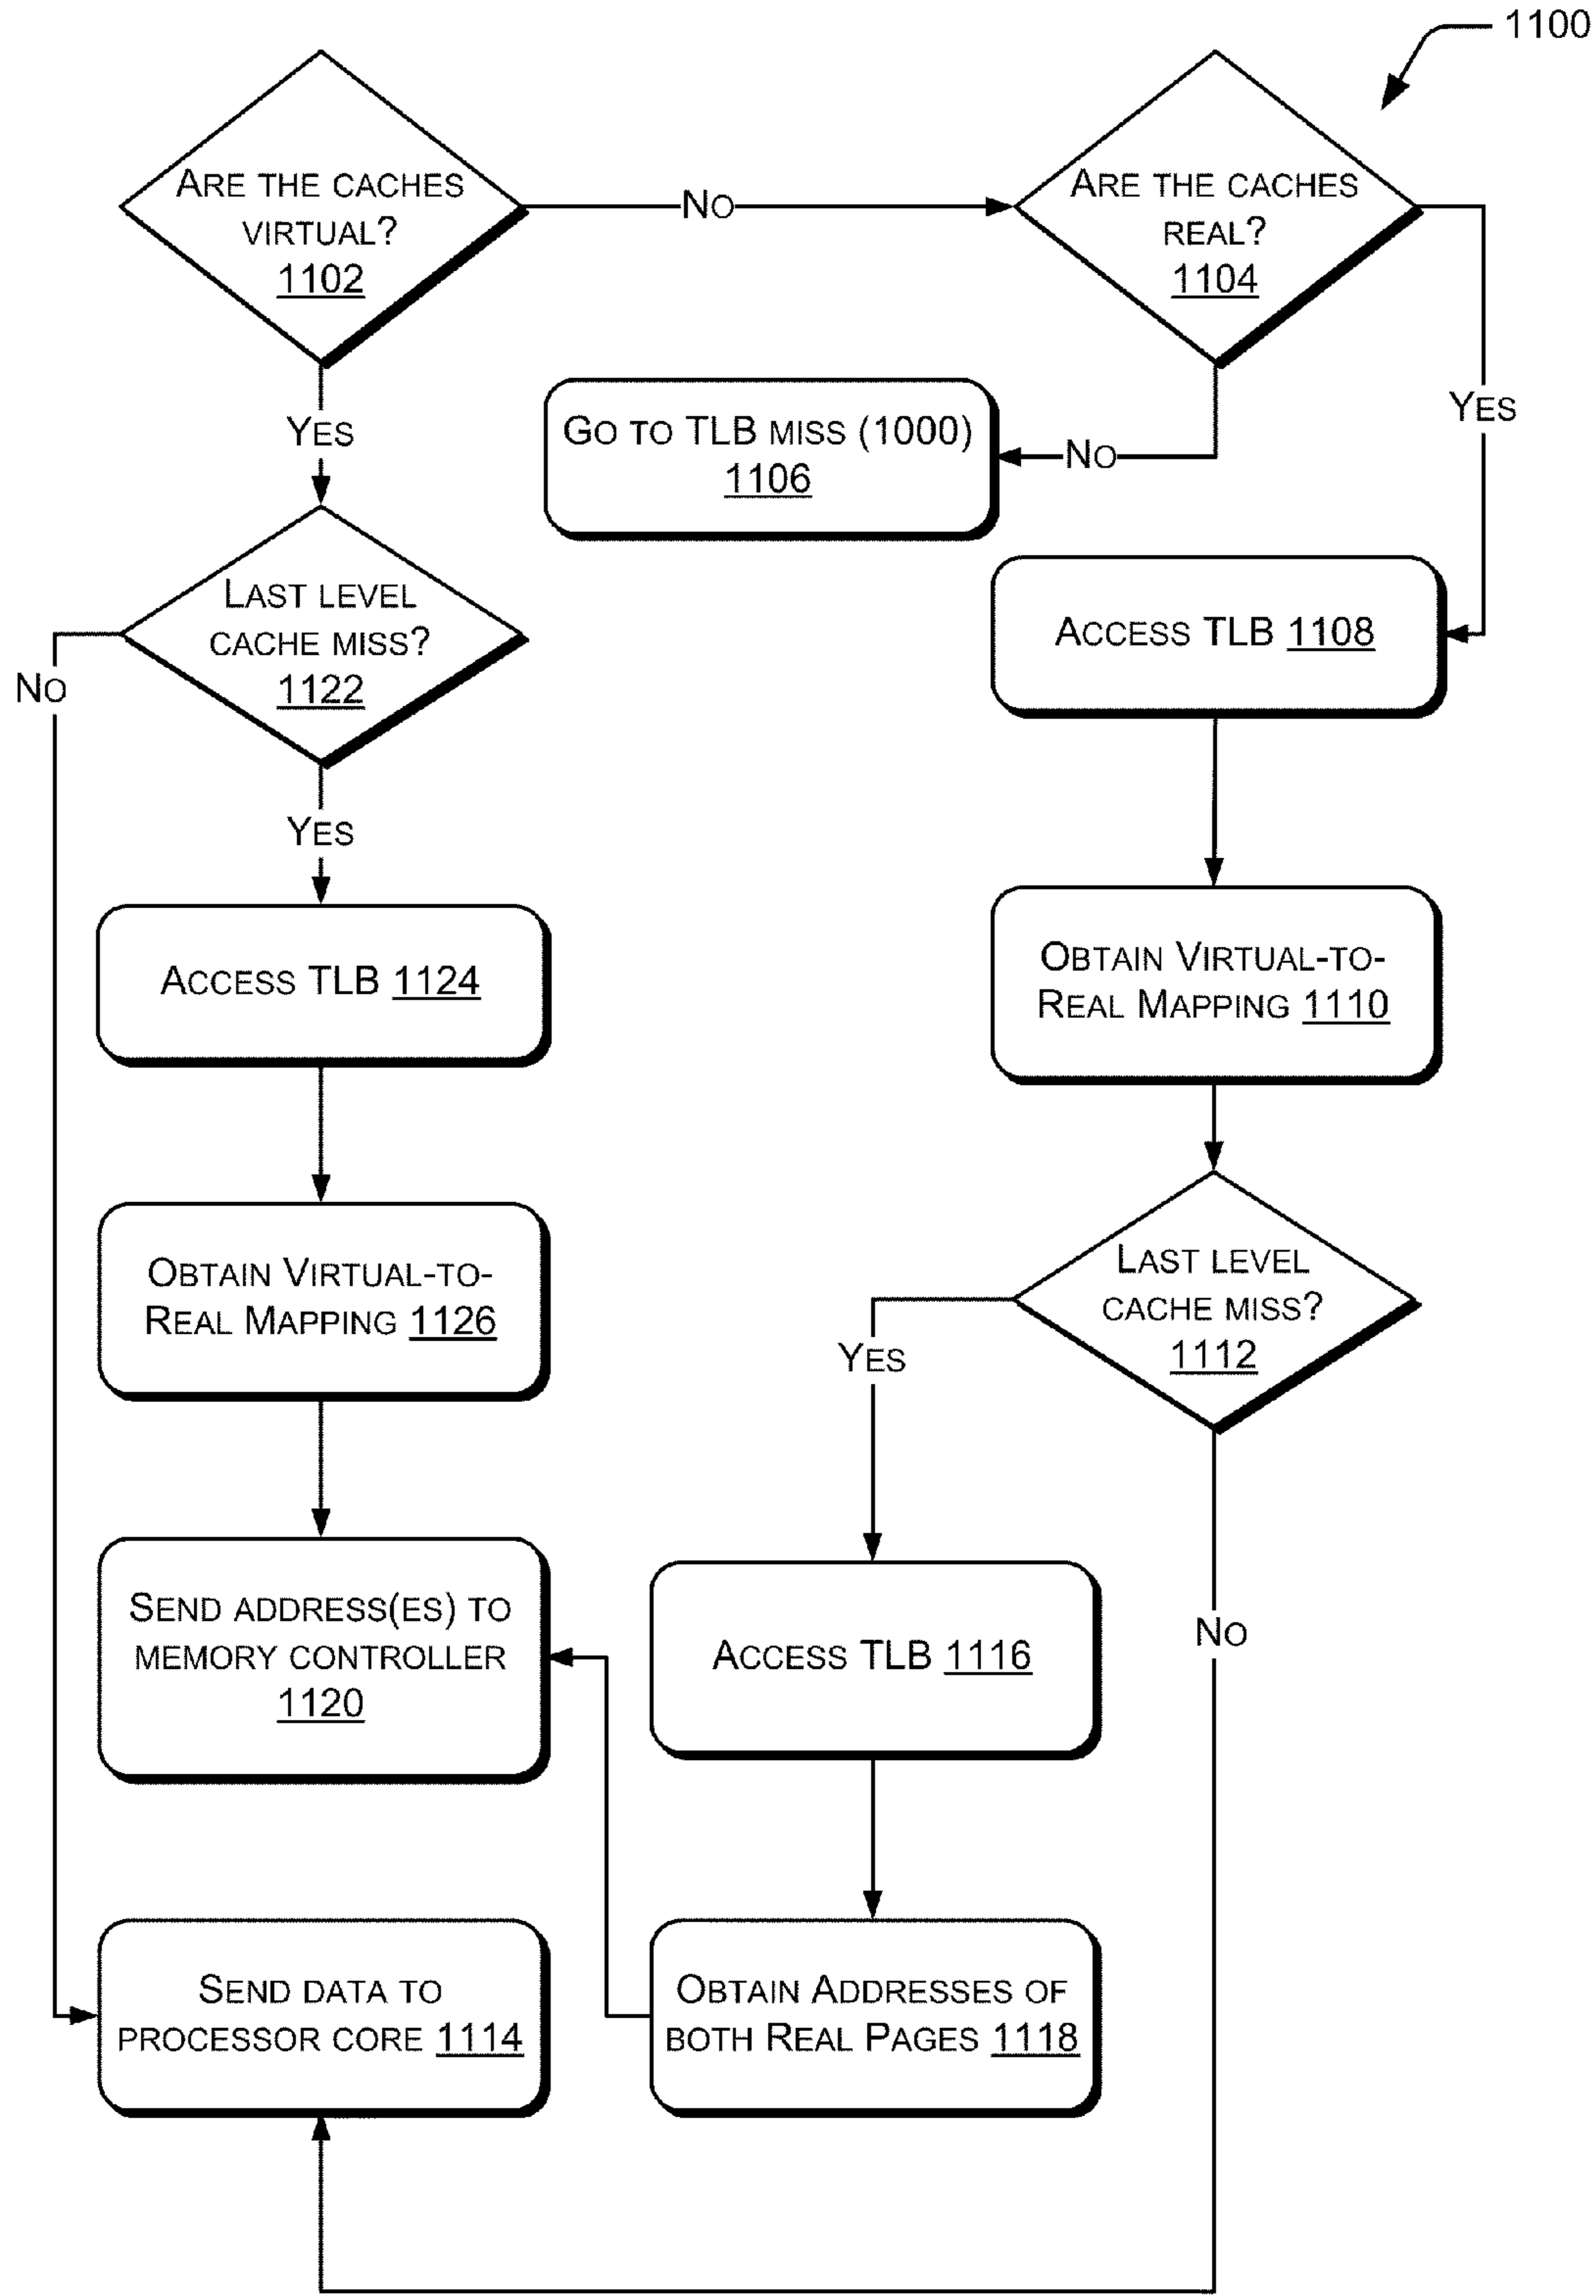 1100
ARE THE CACHES
VIRTUAL?
1102
NO
ARE THE CACHES
REAL?
1104
YES
GO TO TLB MISS (1000)
1106
NO
YES
LAST LEVEL
CACHE MISS?
1122
NO
ACCESS TLB 1108
YES
ACCESS TLB 1124
OBTAIN VIRTUAL-TO-
REAL MAPPING 1110
OBTAIN VIRTUAL-TO-
REAL MAPPING 1126
LAST LEVEL
CACHE MISS?
1112
YES
SEND ADDRESS(ES) TO
MEMORY CONTROLLER
1120
ACCESS TLB 1116
NO
SEND DATA TO
PROCESSOR CORE 1114
OBTAIN ADDRESSES OF
BOTH REAL PAGES 1118